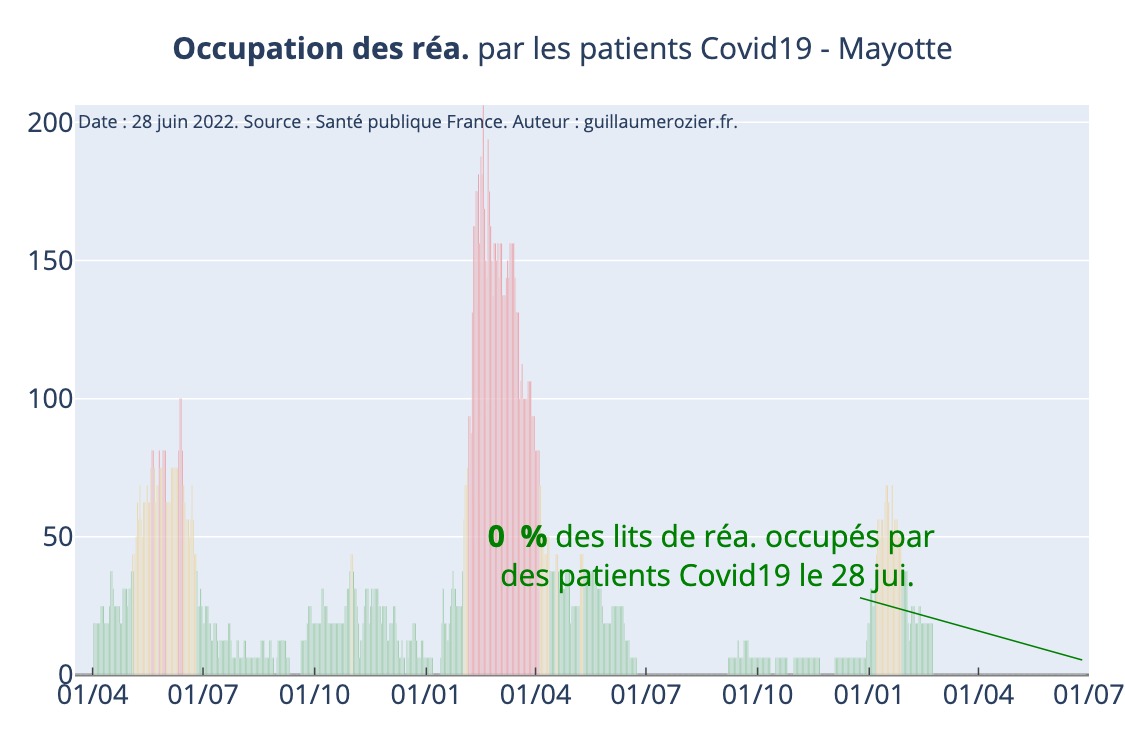 Occupation des réa. par les patients Covid19 - Mayotte
Date : 28 juin 2022. Source : Santé publique France. Auteur : guillaumerozier.fr.
200
150
100
50
0
0 % des lits de réa. occupés par
des patients Covid19 le 28 jui.
01/04 01/07 01/10 01/01 01/04 01/07 01/10 01/01 01/04 01/07